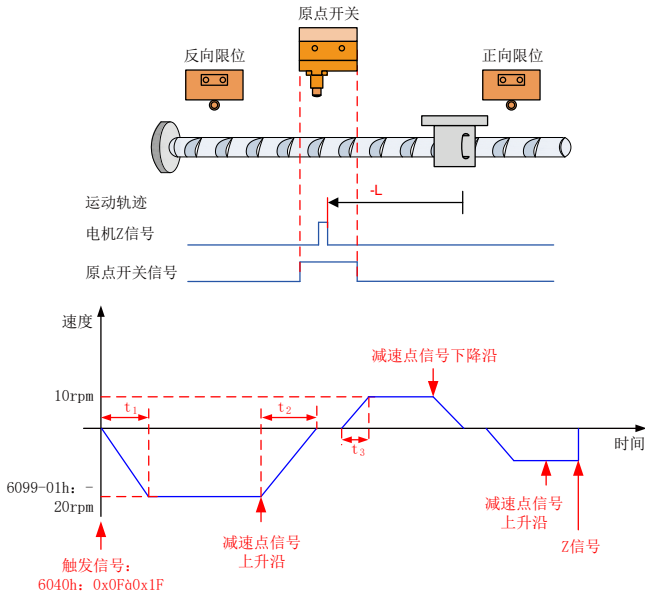 原点开关
反向限位
正向限位
运动轨迹
-L
电机Z信号
原点开关信号
速度
减速点信号下降沿
10rpm
t1
t2
t3
时间
6099-01h: -
20rpm
减速点信号
上升沿
减速点信号
上升沿
Z信号
触发信号:
6040h: 0x0Fà0x1F